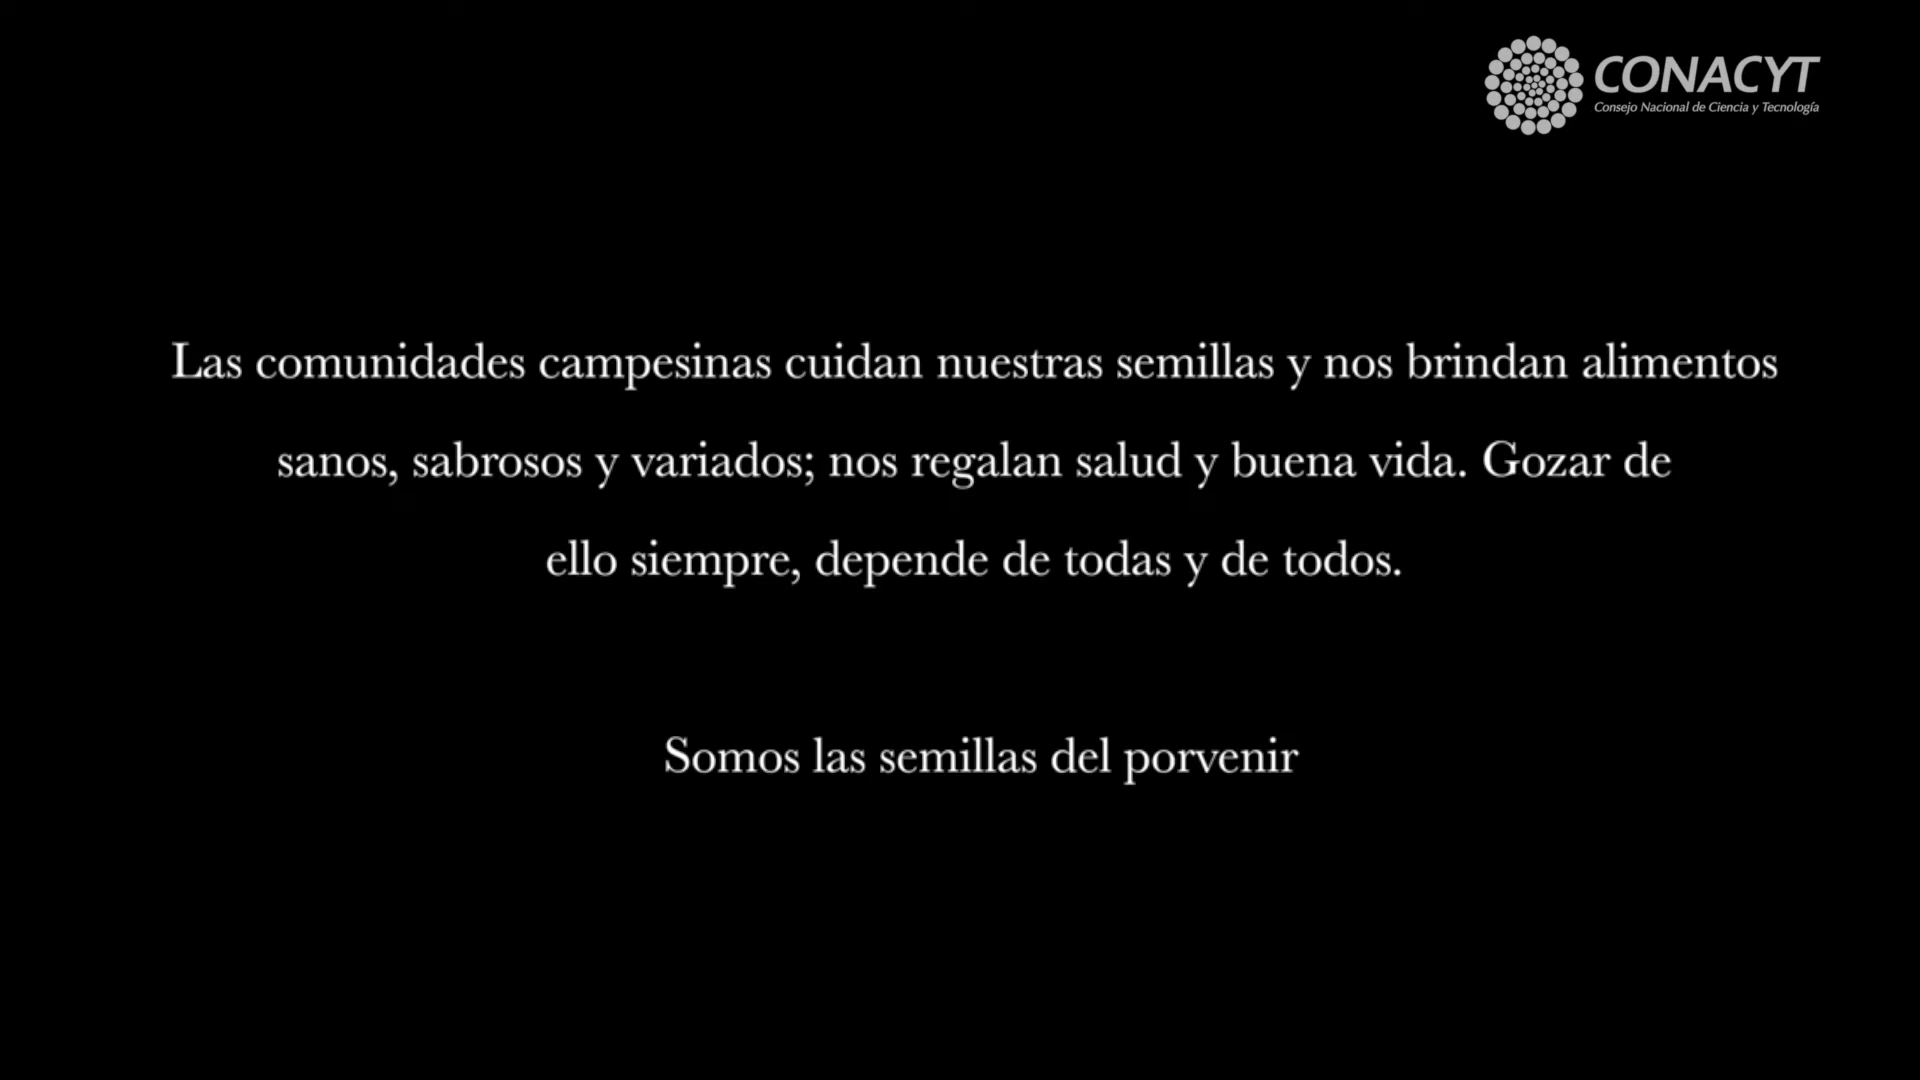 CONACYT
Consejo Nacional de Ciencia y Tecnología
Las comunidades campesinas cuidan nuestras semillas y nos brindan alimentos
sanos, sabrosos y variados; nos regalan salud y buena vida. Gozar de
ello siempre, depende de todas y de todos.
Somos las semillas del porvenir